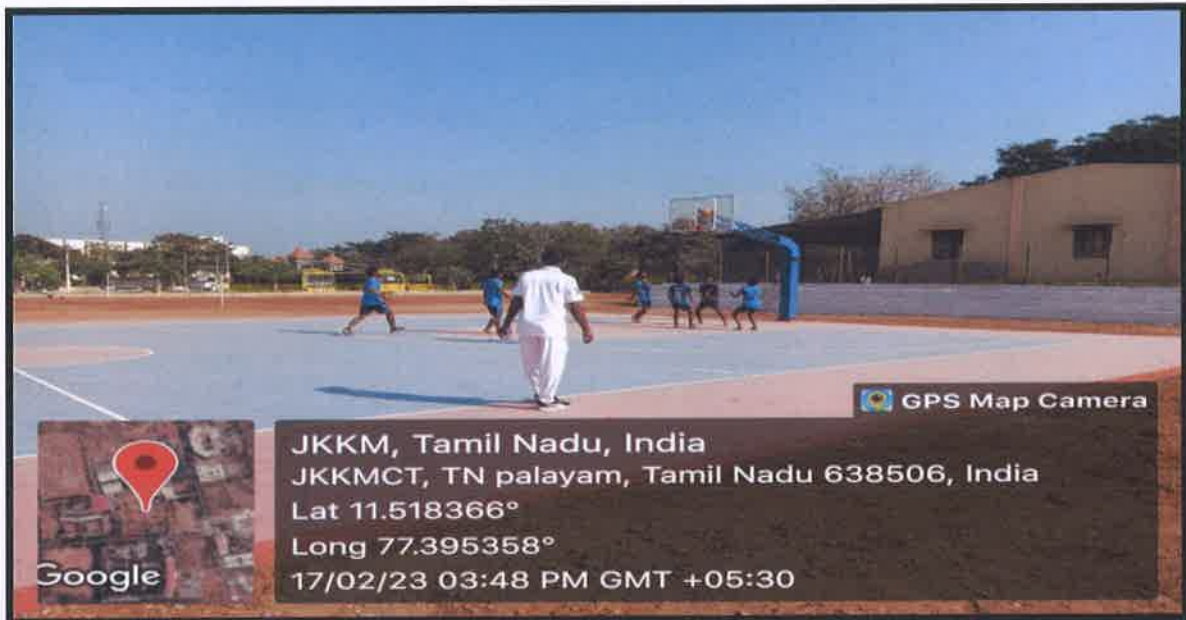 GPS Map Camera
JKKM, Tamil Nadu, India
JKKMCT, TN palayam, Tamil Nadu 638506, India
Lat 11.518366°
Long 77.395358°
17/02/23 03:48 PM GMT +05:30
Google